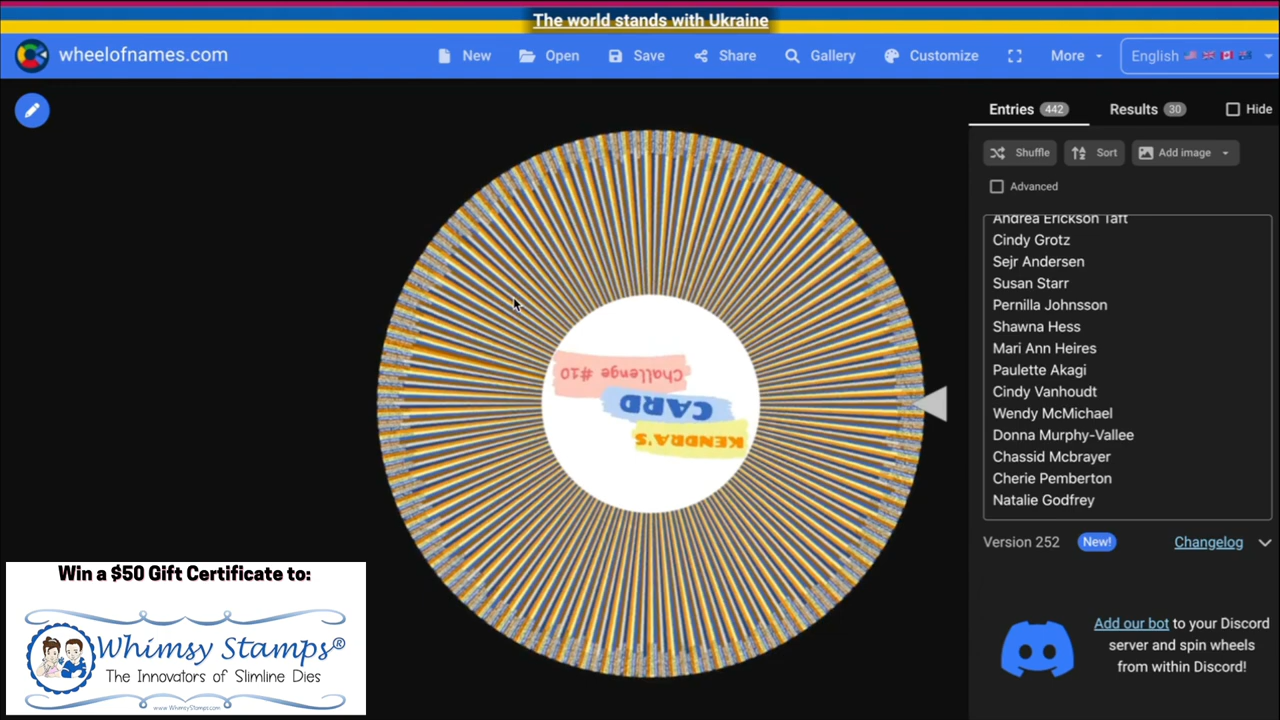 The world stands with Ukraine
wheelofnames.com
New
Open
Save
Share
Gallery
Customize
More
English
Entries 442
Results 30
Hide
Shuffle
Sort
Add image
Advanced
Andrea Erickson Taft
Cindy Grotz
Sejr Andersen
Susan Starr
Pernilla Johnsson
Shawna Hess
Mari Ann Heires
Paulette Akagi
Cindy Vanhoudt
Wendy McMichael
Donna Murphy-Vallee
Chassid Mcbrayer
Cherie Pemberton
Natalie Godfrey
Version 252
New!
Changelog
Add our bot to your Discord
server and spin wheels
from within Discord!
KENDRA'S
CARD
Challenge #10
Win a $50 Gift Certificate to:
Whimsy Stamps®
The Innovators of Slimline Dies
www.WhimsyStamps.com